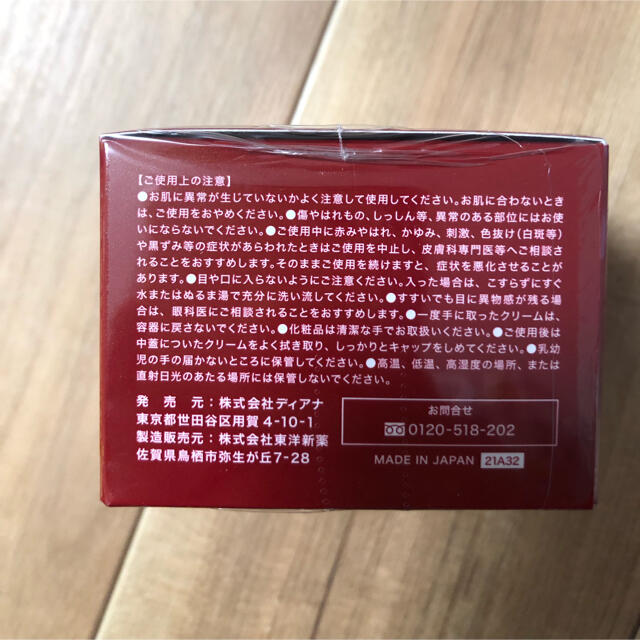 【ご使用上の注意】
●お肌に異常が生じていないかよく注意して使用してください。お肌に合わないとき
は、ご使用をおやめください。●傷やはれもの、しっしん等、異常のある部位にはお使
いにならないでください。●ご使用中に赤みやはれ、かゆみ、刺激、色抜け(白斑等)
や黒ずみ等の症状があらわれたときはご使用を中止し、皮膚科専門医等へご相談さ
れることをおすすめします。そのままご使用を続けますと、症状を悪化させることが
あります。●目や口に入らないようにご注意ください。入った場合は、こすらずにすぐ
水またはぬるま湯で充分に洗い流してください。●すすいでも目に異物感が残る場
合は、眼科医にご相談されることをおすすめします。●一度手に取ったクリームは、
容器に戻さないでください。●化粧品は清潔な手でお取扱いください。●ご使用後は
中蓋についたクリームをよく拭き取り、しっかりとキャップをしめてください。●乳幼
児の手の届かないところに保管してください。●高温、低温、高湿度の場所、または
直射日光のあたる場所には保管しないでください。
発売元:株式会社ディアナ
東京都世田谷区用賀4-10-1
製造販売元:株式会社東洋新薬
佐賀県鳥栖市弥生が丘7-28
お問合せ
0120-518-202
MADE IN JAPAN 21A32